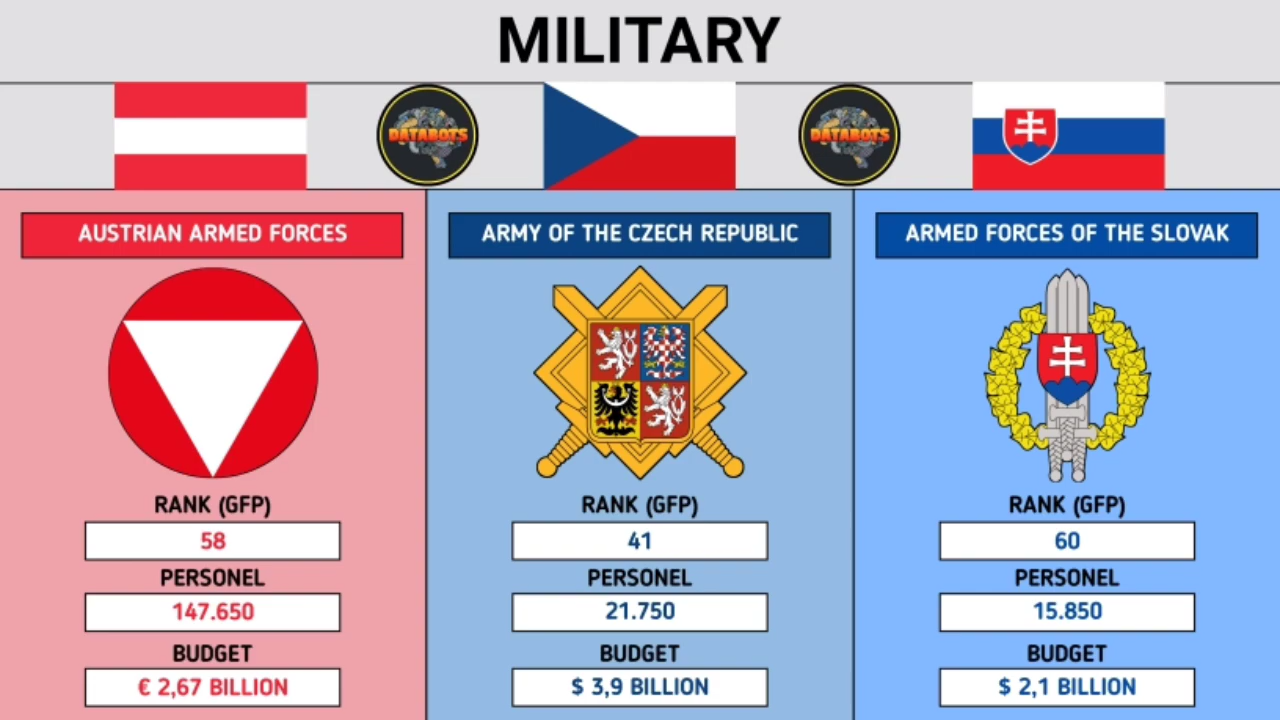 MILITARY
DATABOTS
DATABOTS
AUSTRIAN ARMED FORCES
RANK (GFP)
58
PERSONEL
147.650
BUDGET
€ 2,67 BILLION
ARMY OF THE CZECH REPUBLIC
RANK (GFP)
41
PERSONEL
21.750
BUDGET
$ 3,9 BILLION
ARMED FORCES OF THE SLOVAK
RANK (GFP)
60
PERSONEL
15.850
BUDGET
$ 2,1 BILLION